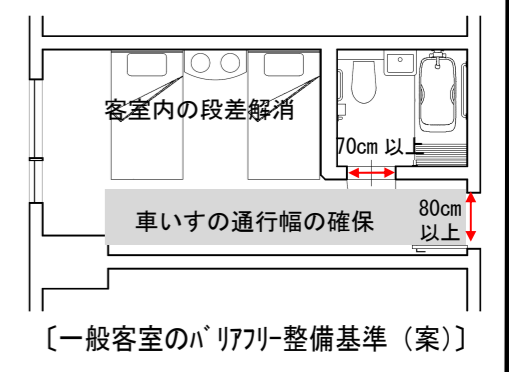 客室内の段差解消
70cm 以上
車いすの通行幅の確保
80cm
以上
〔一般客室のバリアフリー整備基準（案）〕